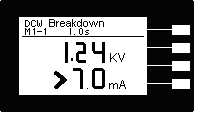 DCW Breakdown
M1-1 1.0s
1.24 KV
>7.0 mA